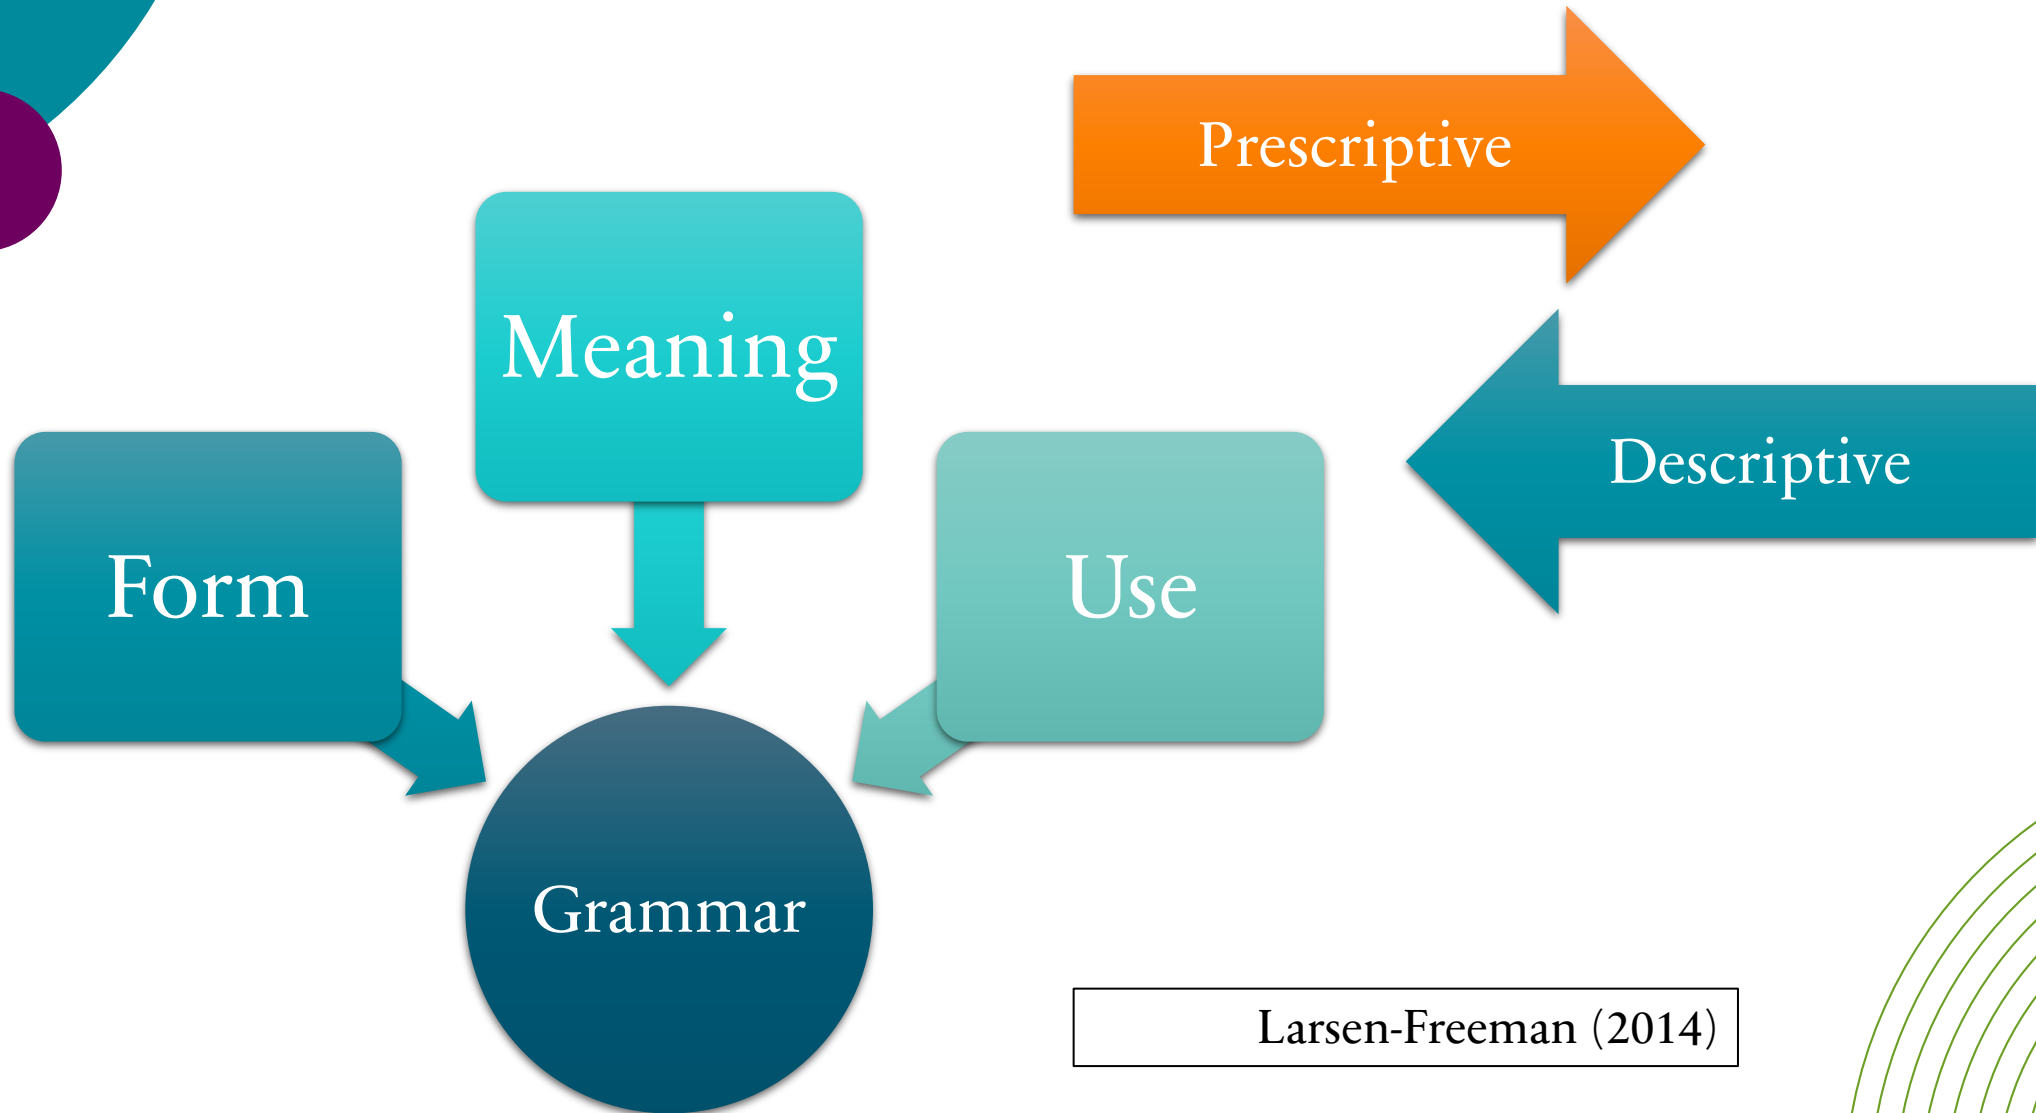 Prescriptive
Meaning
Descriptive
Form
Use
Grammar
Larsen-Freeman (2014)